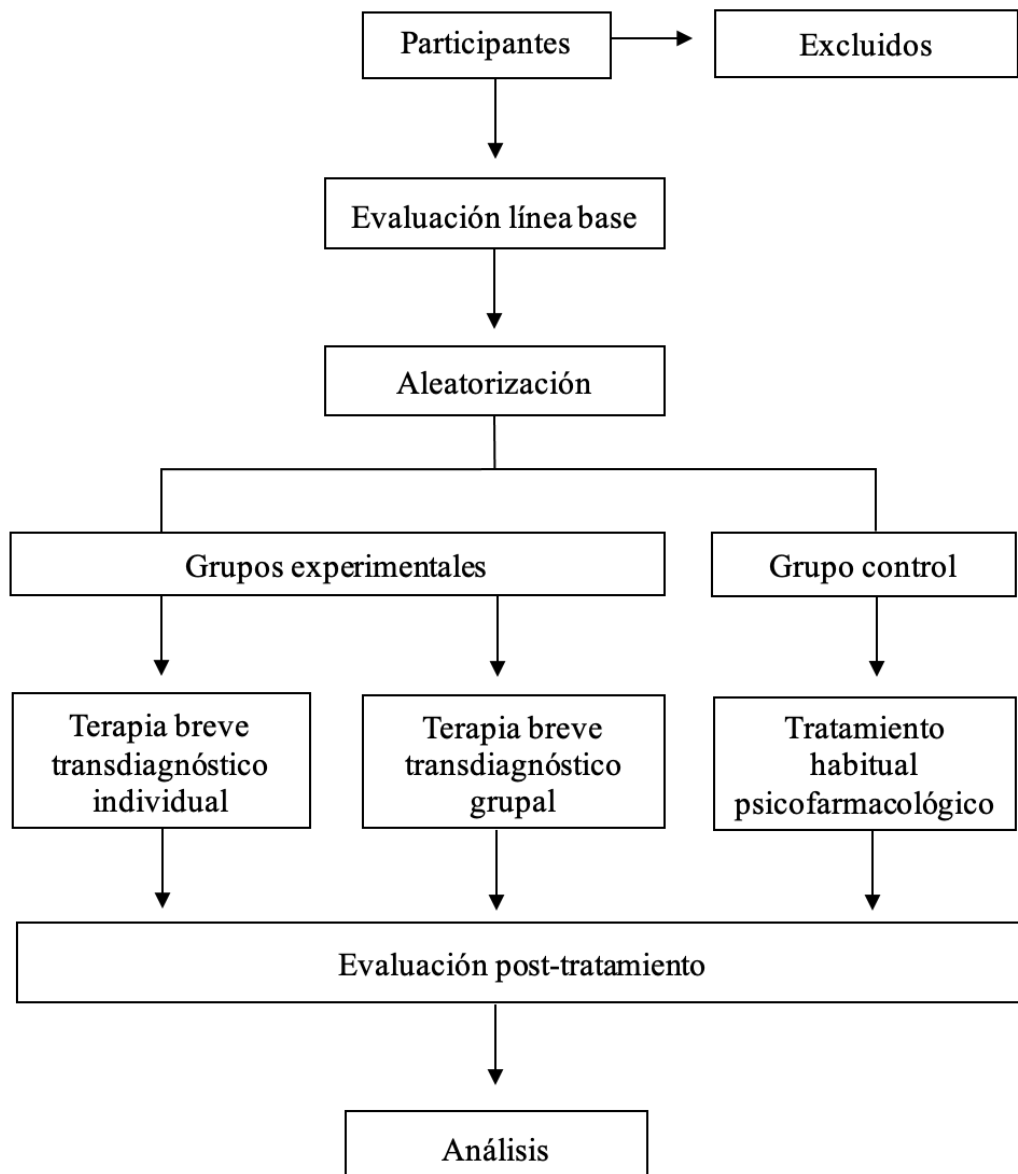 Participantes
Excluidos
Evaluación línea base
Aleatorización
Grupos experimentales
Grupo control
Terapia breve
transdiagnóstico
individual
Terapia breve
transdiagnóstico
grupal
Tratamiento
habitual
psicofarmacológico
Evaluación post-tratamiento
Análisis